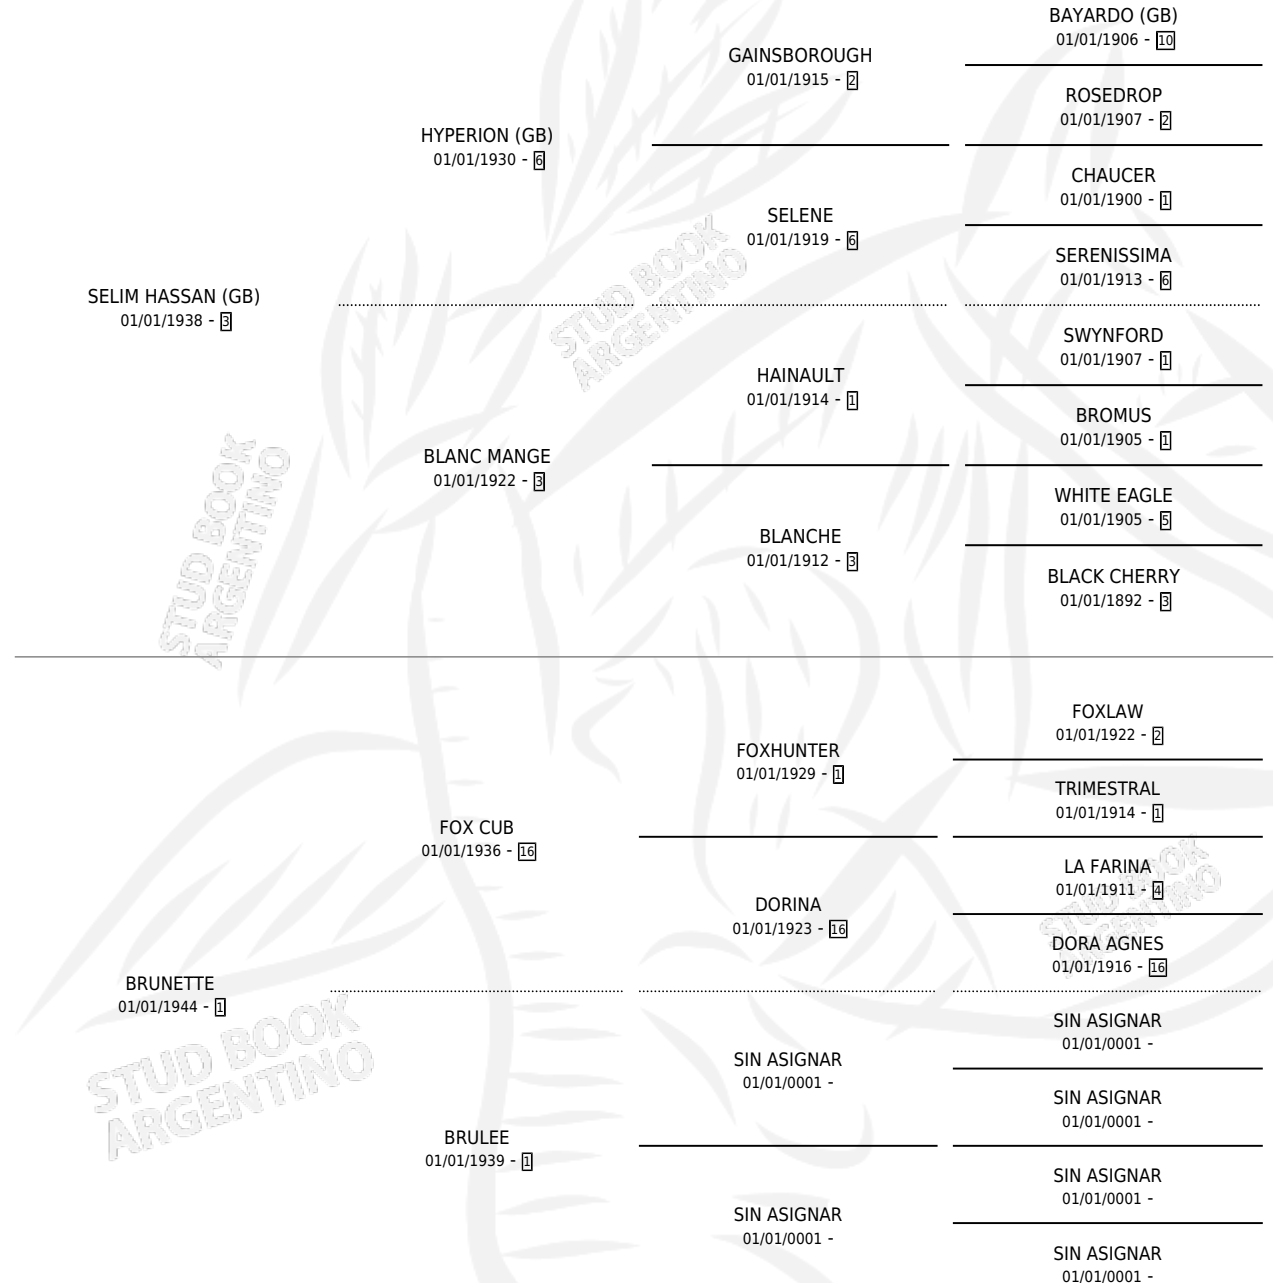 BAYARDO (GB)
01/01/1906 - 10
GAINSBOROUGH
01/01/1915 - 2
ROSEDROP
01/01/1907 - 2
HYPERION (GB)
01/01/1930 - 6
CHAUCER
01/01/1900 - 1
SELENE
01/01/1919 - 6
SERENISSIMA
01/01/1913 - 6
SELIM HASSAN (GB)
01/01/1938 - 3
SWYNFORD
01/01/1907 - 1
HAINAULT
01/01/1914 - 1
BROMUS
01/01/1905 - 1
BLANC MANGE
01/01/1922 - 3
WHITE EAGLE
01/01/1905 - 5
BLANCHE
01/01/1912 - 3
BLACK CHERRY
01/01/1892 - 3
FOXLAW
01/01/1922 - 2
FOXHUNTER
01/01/1929 - 1
TRIMESTRAL
01/01/1914 - 1
FOX CUB
01/01/1936 - 16
LA FARINA
01/01/1911 - 4
DORINA
01/01/1923 - 16
DORA AGNES
01/01/1916 - 16
BRUNETTE
01/01/1944 - 1
SIN ASIGNAR
01/01/0001 -
SIN ASIGNAR
01/01/0001 -
SIN ASIGNAR
01/01/0001 -
BRULEE
01/01/1939 - 1
SIN ASIGNAR
01/01/0001 -
SIN ASIGNAR
01/01/0001 -
SIN ASIGNAR
01/01/0001 -
STUD BOOK
ARGENTINO
STUD BOOK
ARGENTINO
STUD BOOK
ARGENTINO
STUD BOOK
ARGENTINO